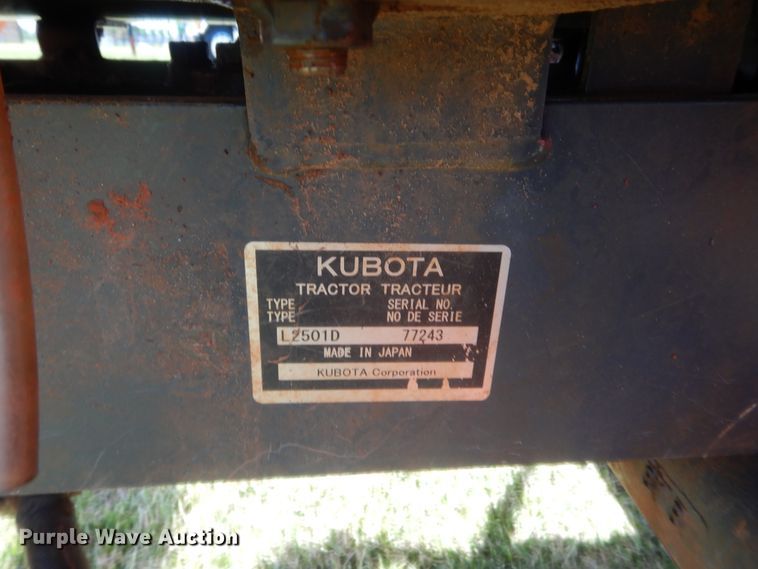 KUBOTA
TRACTOR TRACTEUR
TYPE SERIAL NO.
TYPE NO DE SERIE
L2501D 77243
MADE IN JAPAN
KUBOTA Corporation
Purple Wave Auction